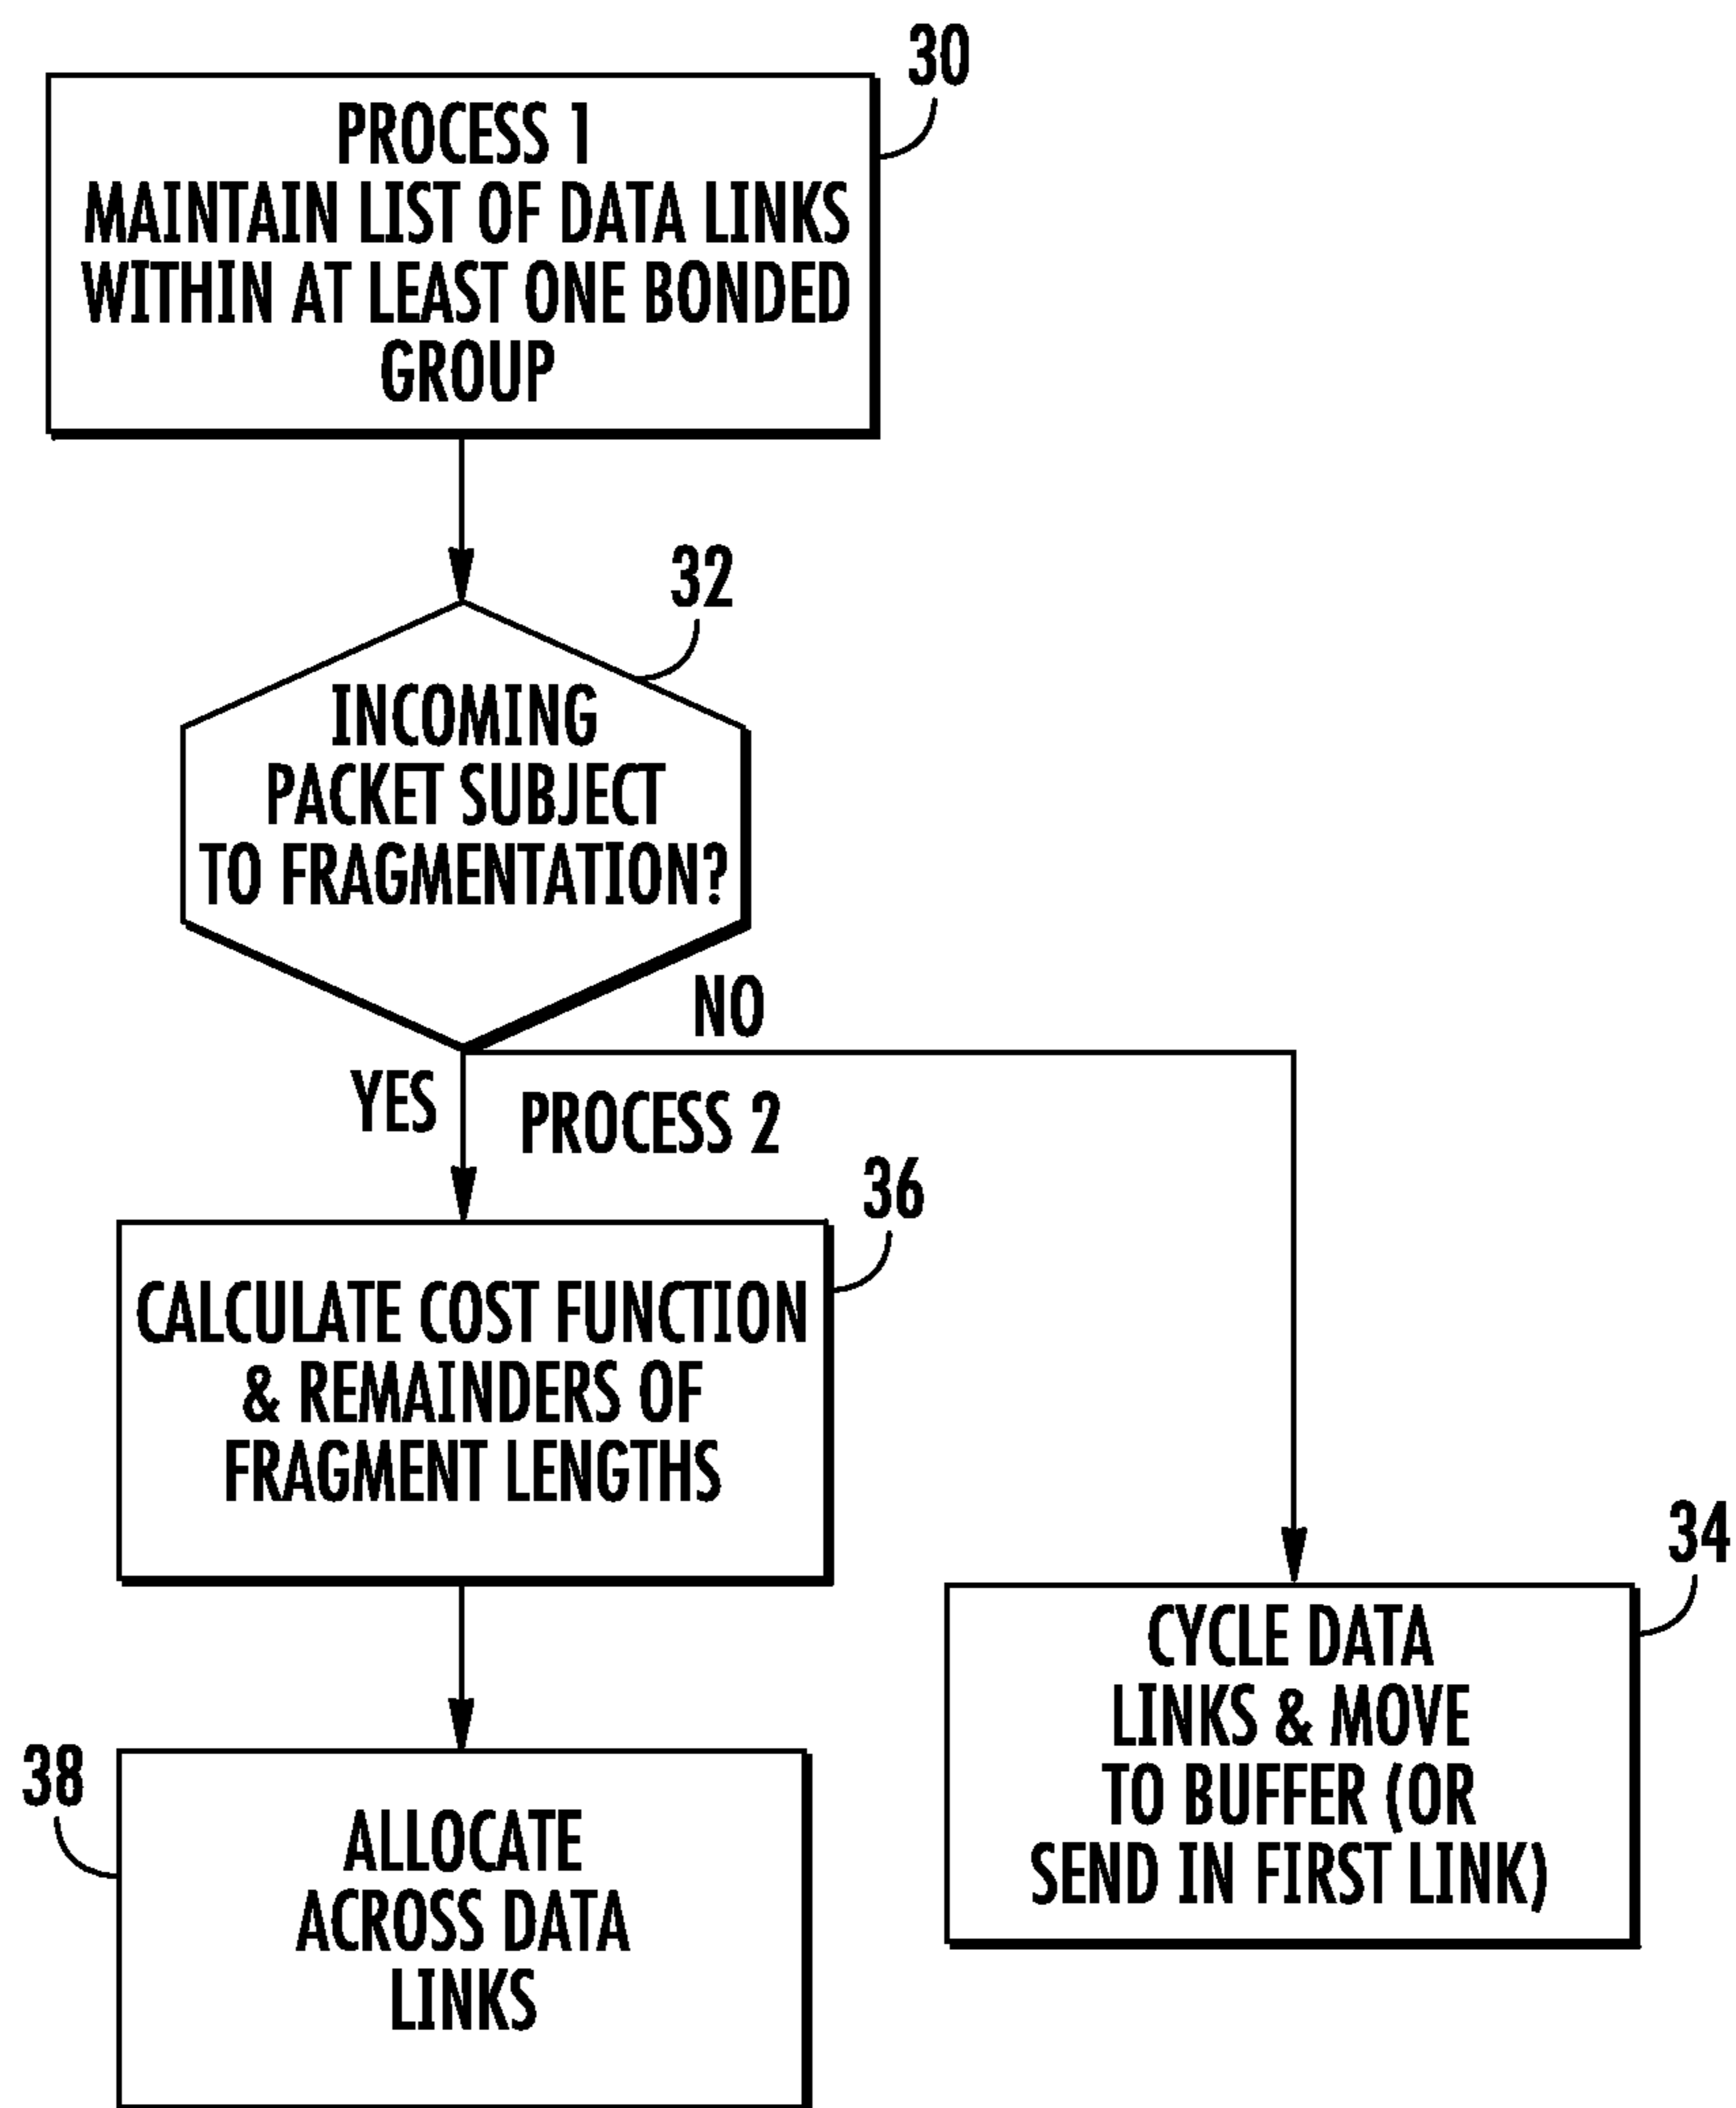 30
PROCESS 1
MAINTAIN LIST OF DATA LINKS
WITHIN AT LEAST ONE BONDED
GROUP
32
INCOMING
PACKET SUBJECT
TO FRAGMENTATION?
NO
YES
PROCESS 2
36
CALCULATE COST FUNCTION
& REMAINDERS OF
FRAGMENT LENGTHS
34
CYCLE DATA
LINKS & MOVE
TO BUFFER (OR
SEND IN FIRST LINK)
38
ALLOCATE
ACROSS DATA
LINKS